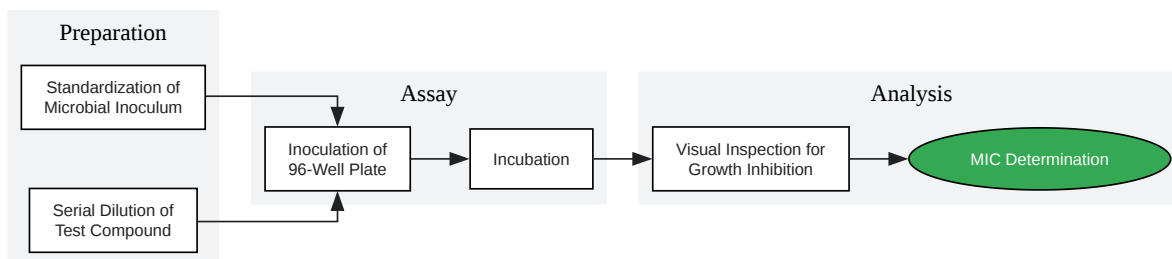 Preparation
Standardization of
Microbial Inoculum
Serial Dilution of
Test Compound
Assay
Inoculation of
96-Well Plate
Incubation
Analysis
Visual Inspection for
Growth Inhibition
MIC Determination